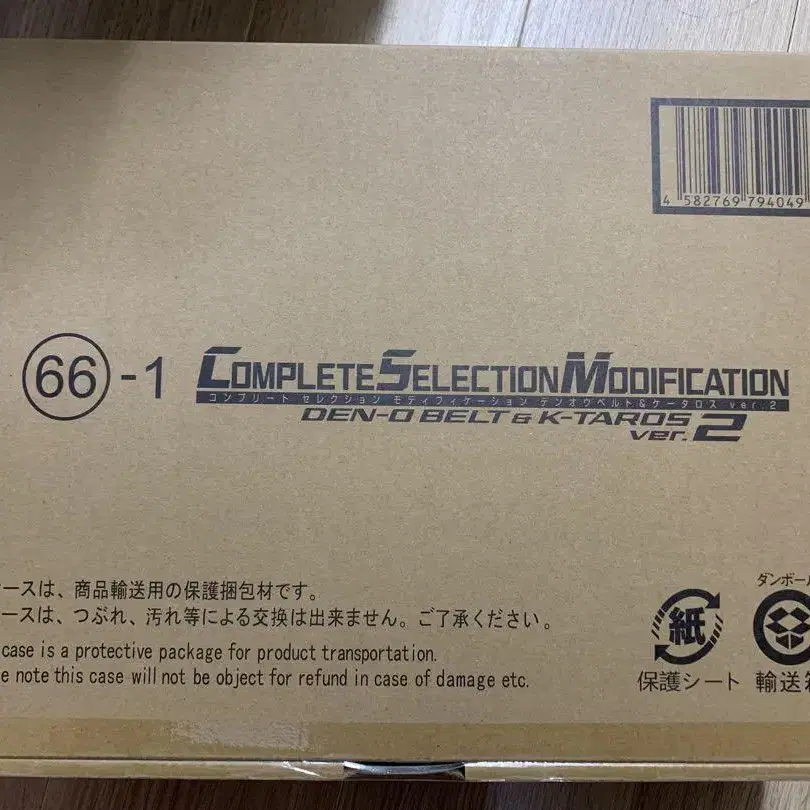 4 582769 794049
66-1 COMPLETE SELECTION MODIFICATION
コンプリート セレクション モディフィケーション デンオウベルト&ケータロス ver.2
DEN-O BELT & K-TAROS
ver.2
ースは、商品輸送用の保護梱包材です。
ースは、つぶれ、汚れ等による交換は出来ません。ご了承ください。
case is a protective package for product transportation.
e note this case will not be object for refund in case of damage etc.
紙
保護シート
ダンボール
輸送箱